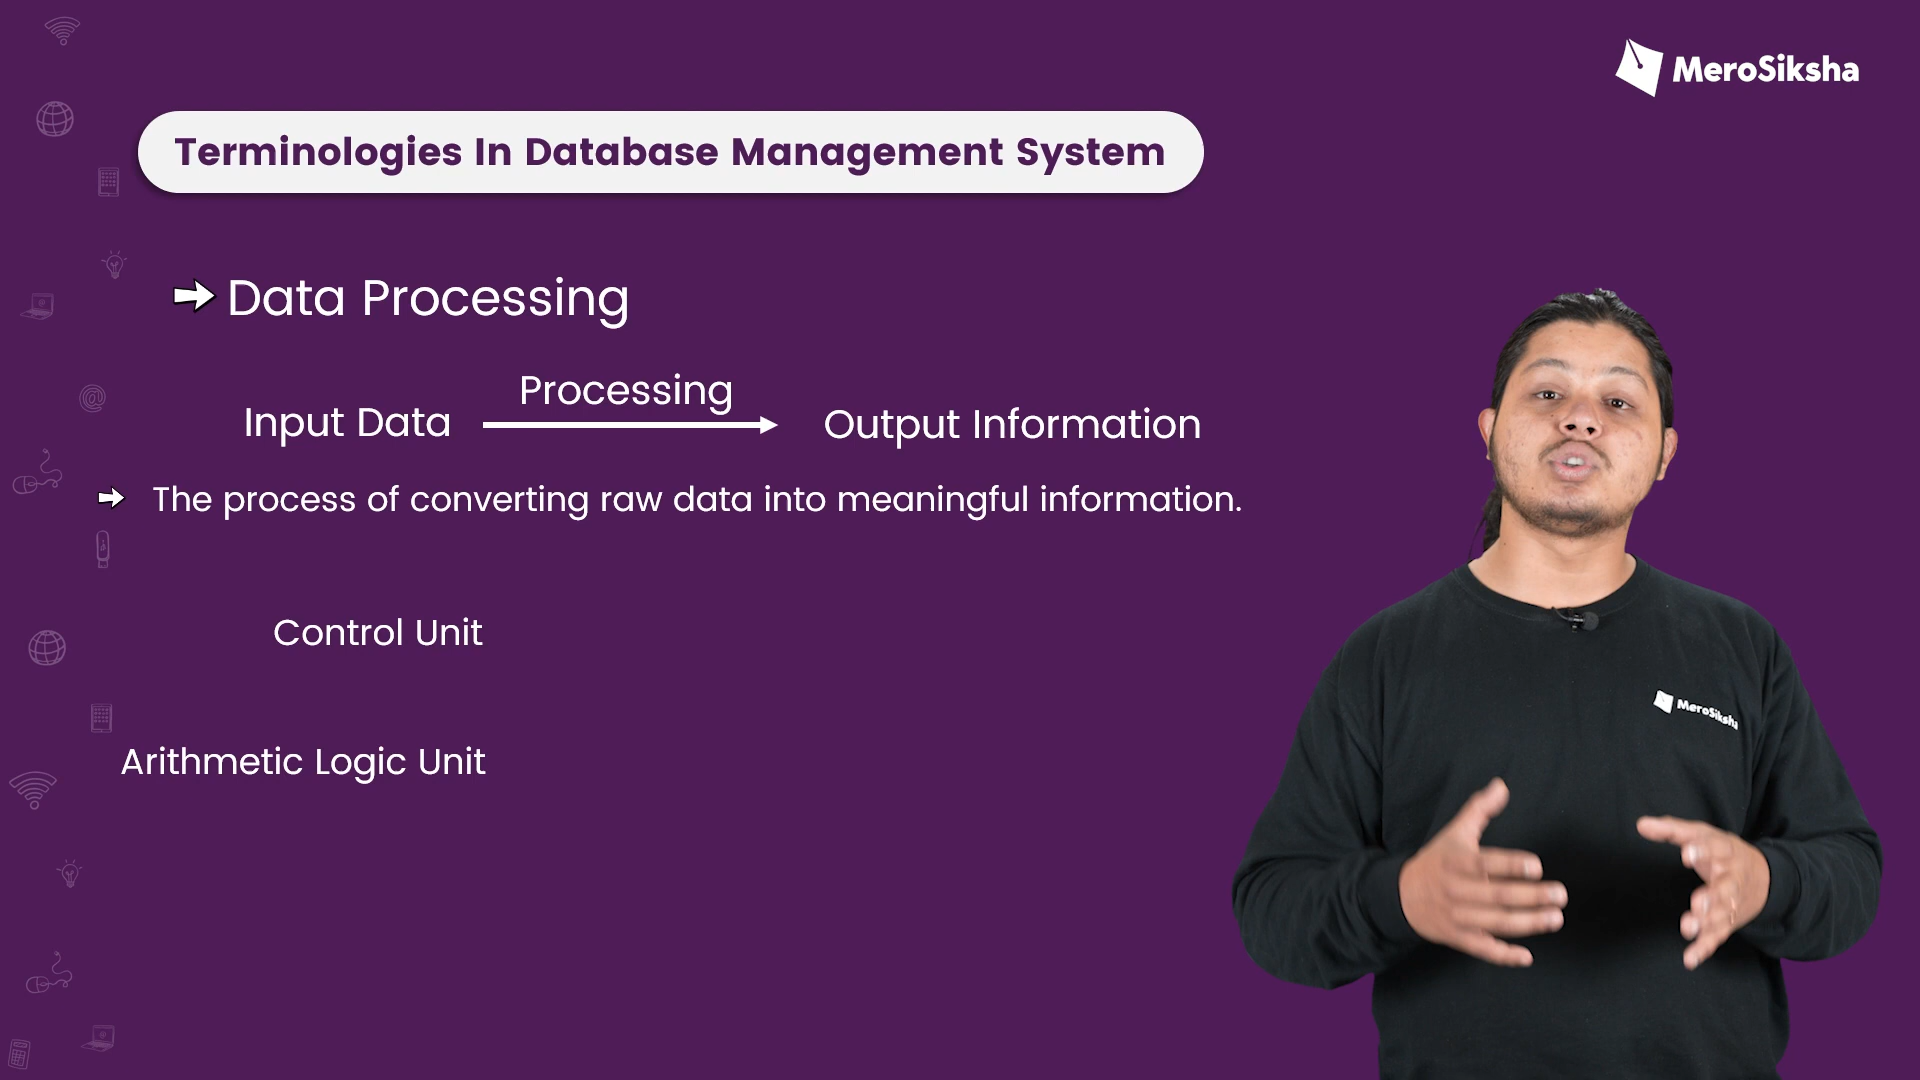 MeroSiksha
Terminologies In Database Management System
Data Processing
Processing
Input Data
Output Information
The process of converting raw data into meaningful information.
Control Unit
MeroSiksha
Arithmetic Logic Unit